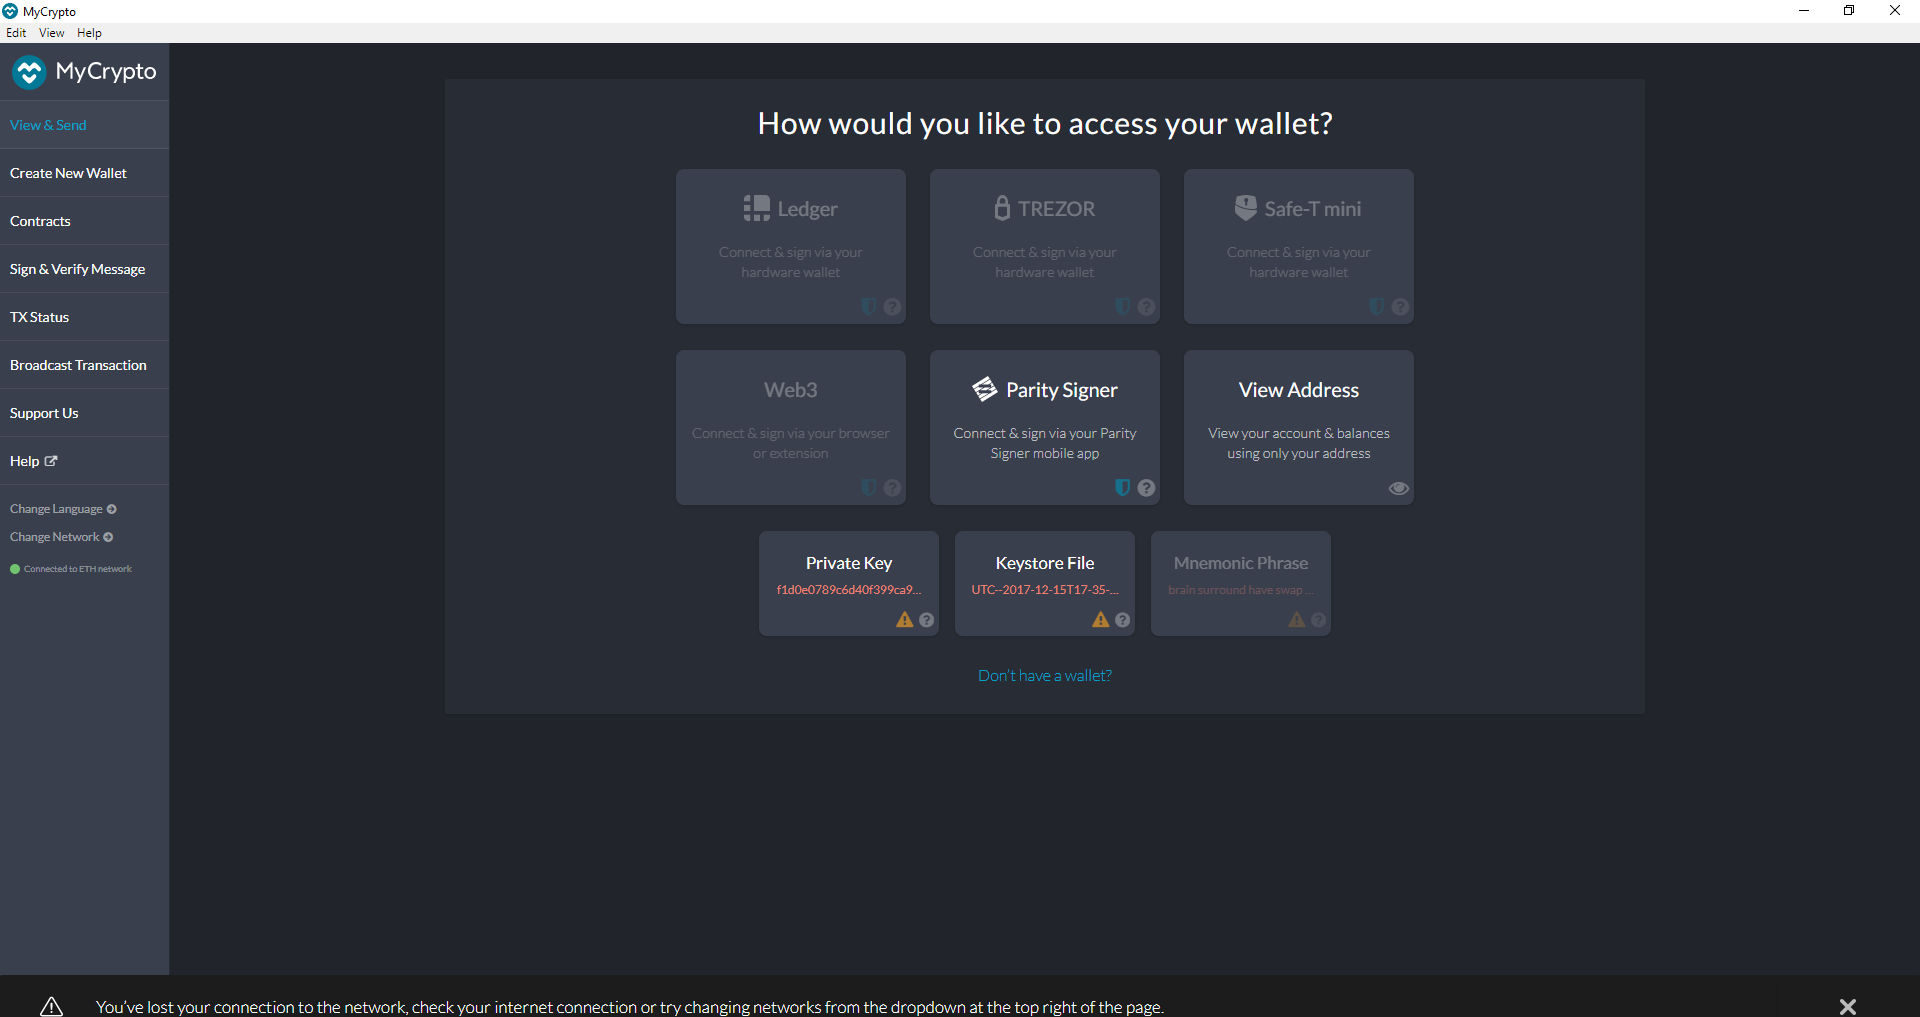 MyCrypto
Edit View Help
MyCrypto
View & Send
Create New Wallet
Contracts
Sign & Verify Message
TX Status
Broadcast Transaction
Support Us
Help
Change Language
Change Network
Connected to ETH network
How would you like to access your wallet?
Ledger
Connect & sign via your
hardware wallet
TREZOR
Connect & sign via your
hardware wallet
Safe-T mini
Connect & sign via your
hardware wallet
Web3
Connect & sign via your browser
or extension
Parity Signer
Connect & sign via your Parity
Signer mobile app
View Address
View your account & balances
using only your address
Private Key
f1d0e0789c6d40f399ca9...
Keystore File
UTC--2017-12-15T17-35-...
Mnemonic Phrase
brain surround have swap ...
Don't have a wallet?
You've lost your connection to the network, check your internet connection or try changing networks from the dropdown at the top right of the page.